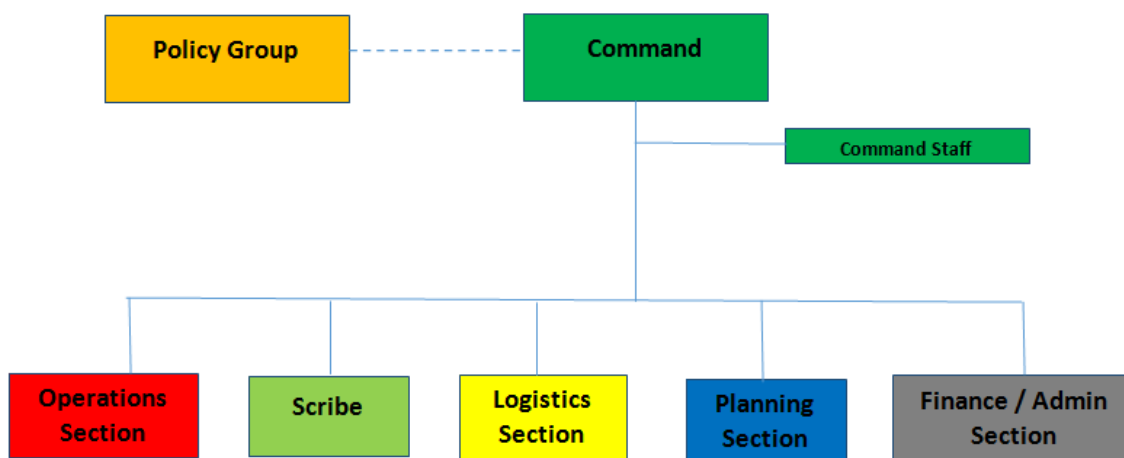 Policy Group
Command
Command Staff
Operations
Section
Scribe
Logistics
Section
Planning
Section
Finance / Admin
Section